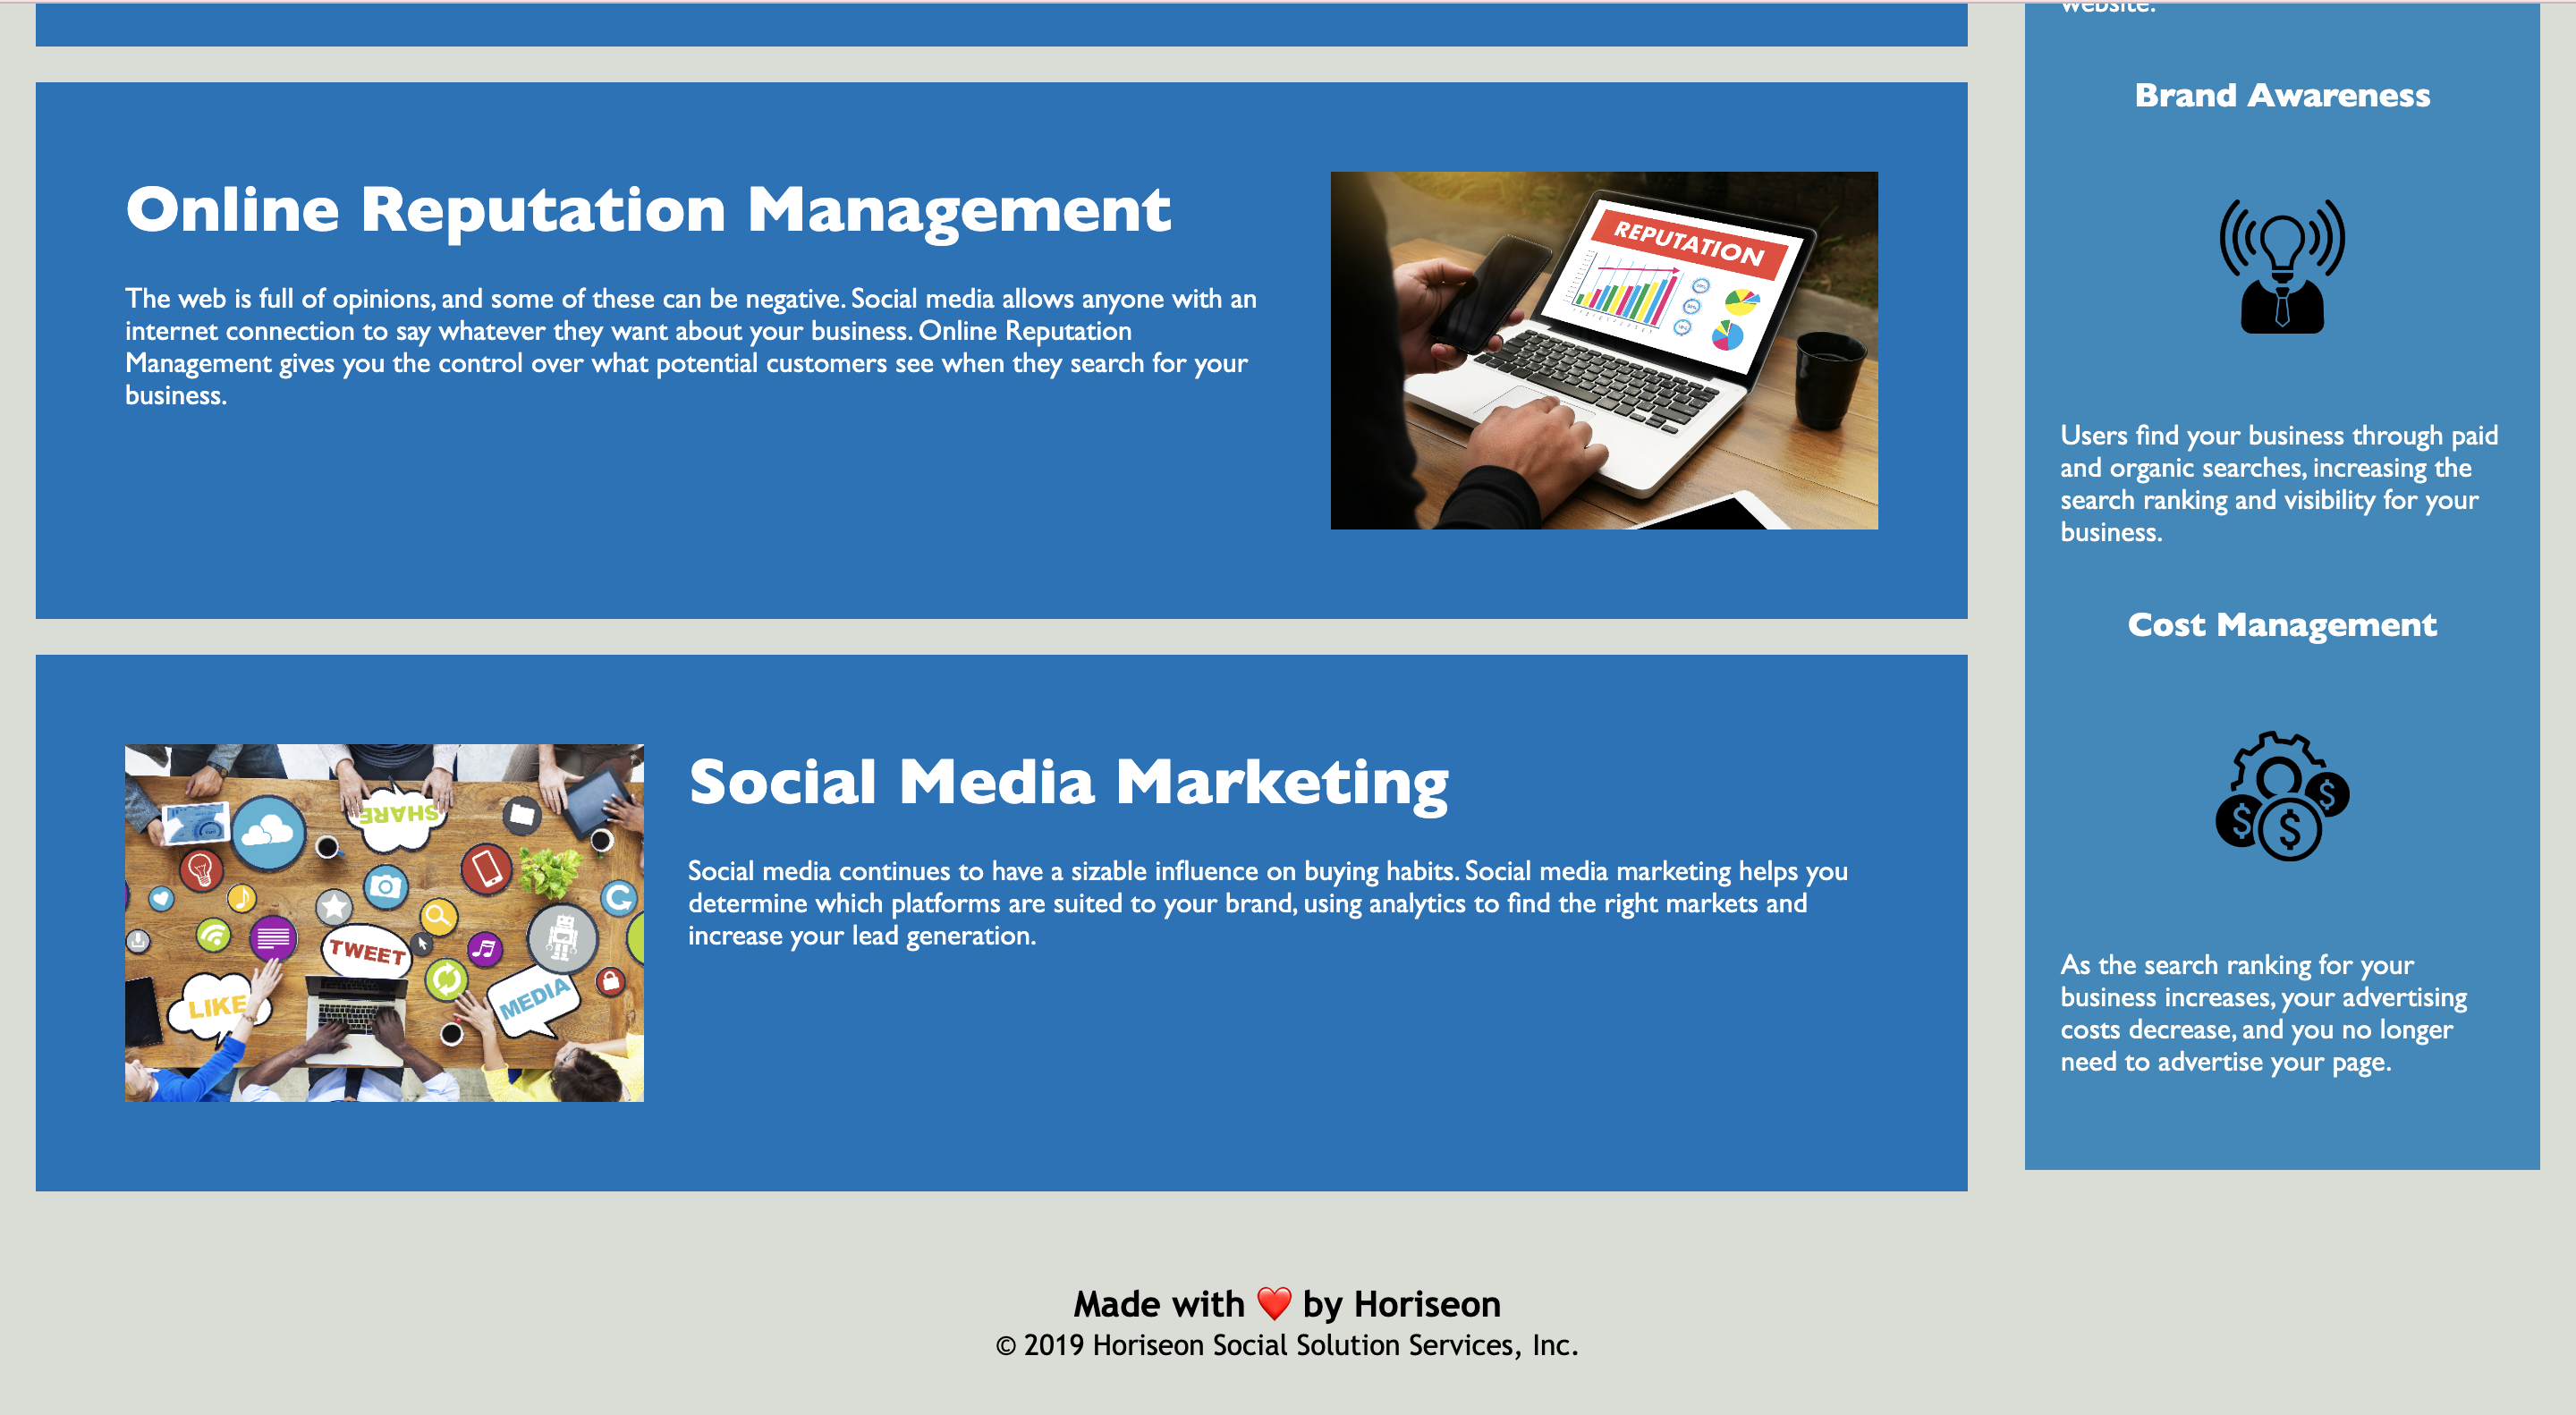 website.
Online Reputation Management
The web is full of opinions, and some of these can be negative. Social media allows anyone with an
internet connection to say whatever they want about your business. Online Reputation
Management gives you the control over what potential customers see when they search for your
business.
REPUTATION
Social Media Marketing
Social media continues to have a sizable influence on buying habits. Social media marketing helps you
determine which platforms are suited to your brand, using analytics to find the right markets and
increase your lead generation.
SHARE
TWEET
LIKE
MEDIA
Brand Awareness
Users find your business through paid
and organic searches, increasing the
search ranking and visibility for your
business.
Cost Management
$ $ $
As the search ranking for your
business increases, your advertising
costs decrease, and you no longer
need to advertise your page.
Made with ❤️ by Horiseon
© 2019 Horiseon Social Solution Services, Inc.